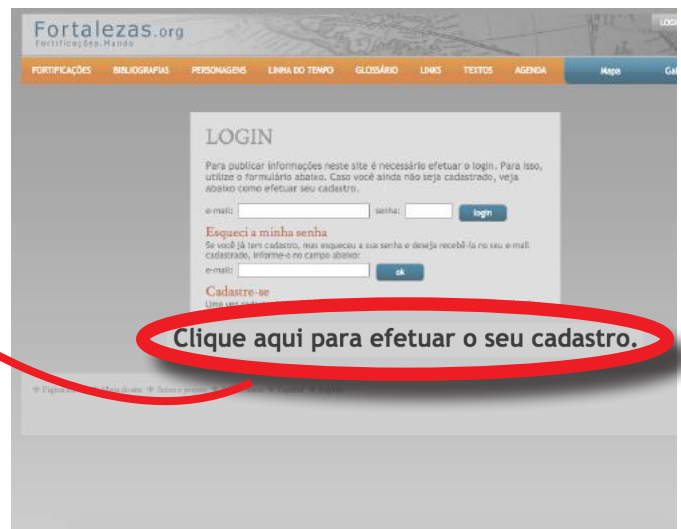 Fortalezas.org
Fortificações.Mundo
FORTIFICAÇÕES BIBLIOGRAFIAS PERSONAGENS LINHA DO TEMPO GLOSSÁRIO LINKS TEXTOS AGENDA Mapa
LOGIN
Para publicar informações neste site é necessário efetuar o login. Para isso,
utilize o formulário abaixo. Caso você ainda não seja cadastrado, veja
abaixo como efetuar seu cadastro.
e-mail: senha: login
Esqueci a minha senha
Se você já tem cadastro, mas esqueceu a sua senha e deseja recebê-la no seu e-mail
cadastrado, informe-o no campo abaixo:
e-mail: ok
Cadastre-se
Uma vez
Clique aqui para efetuar o seu cadastro.